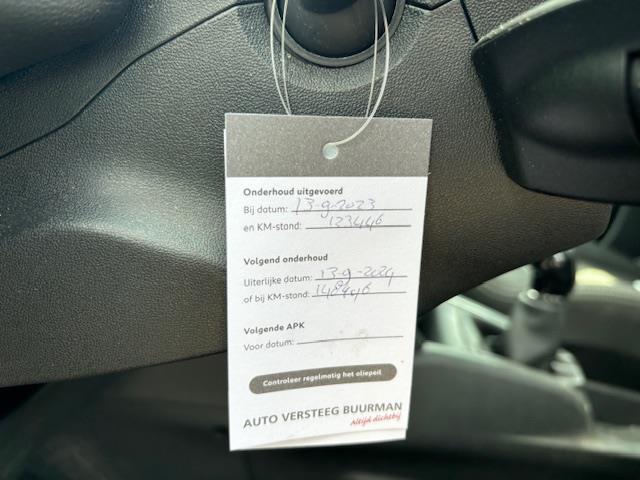 Onderhoud uitgevoerd
Bij datum: 13-9-2023
en KM-stand: 123446
Volgend onderhoud
Uiterlijke datum: 13-9-2024
of bij KM-stand:
Volgende APK
Voor datum:
Controleer regelmatig het oliepeil
AUTO VERSTEEG BUURMAN
Altijd dichtbij